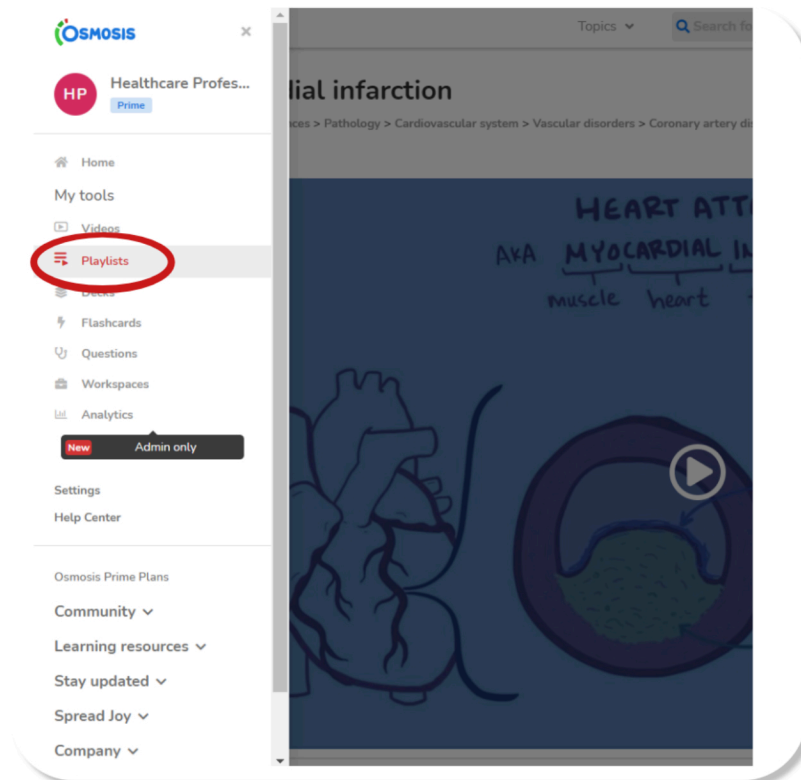 Osmosis
HP
Healthcare Profes...
Prime
Home
My tools
Videos
Playlists
Decks
Flashcards
Questions
Workspaces
Analytics
New Admin only
Settings
Help Center
Osmosis Prime Plans
Community
Learning resources
Stay updated
Spread Joy
Company
Topics
Search fo
dial infarction
ces > Pathology > Cardiovascular system > Vascular disorders > Coronary artery di
HEART ATT
AKA MYOCARDIAL IN
muscle heart